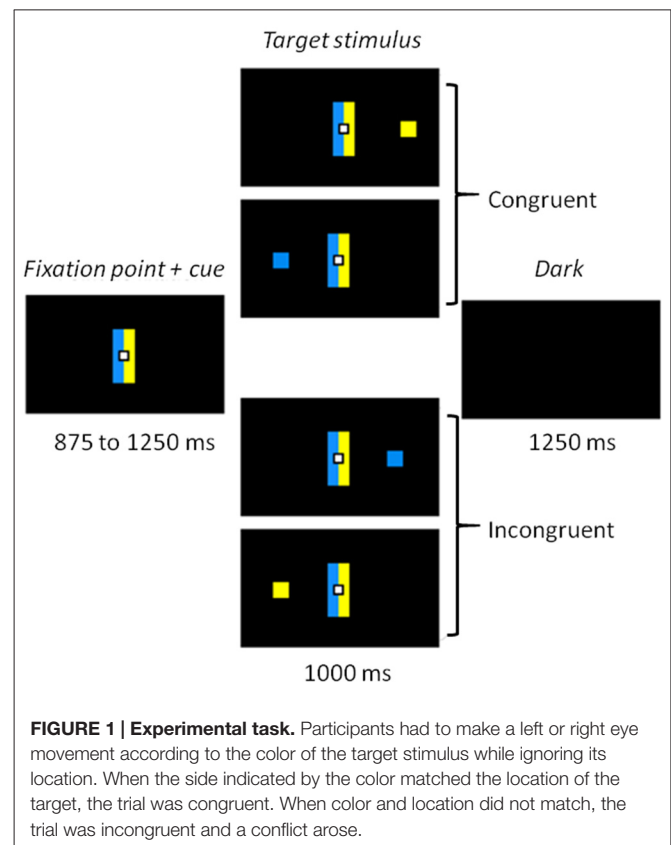 Target stimulus
Congruent
Fixation point + cue
Dark
875 to 1250 ms
1250 ms
Incongruent
1000 ms
FIGURE 1 | Experimental task. Participants had to make a left or right eye
movement according to the color of the target stimulus while ignoring its
location. When the side indicated by the color matched the location of the
target, the trial was congruent. When color and location did not match, the
trial was incongruent and a conflict arose.